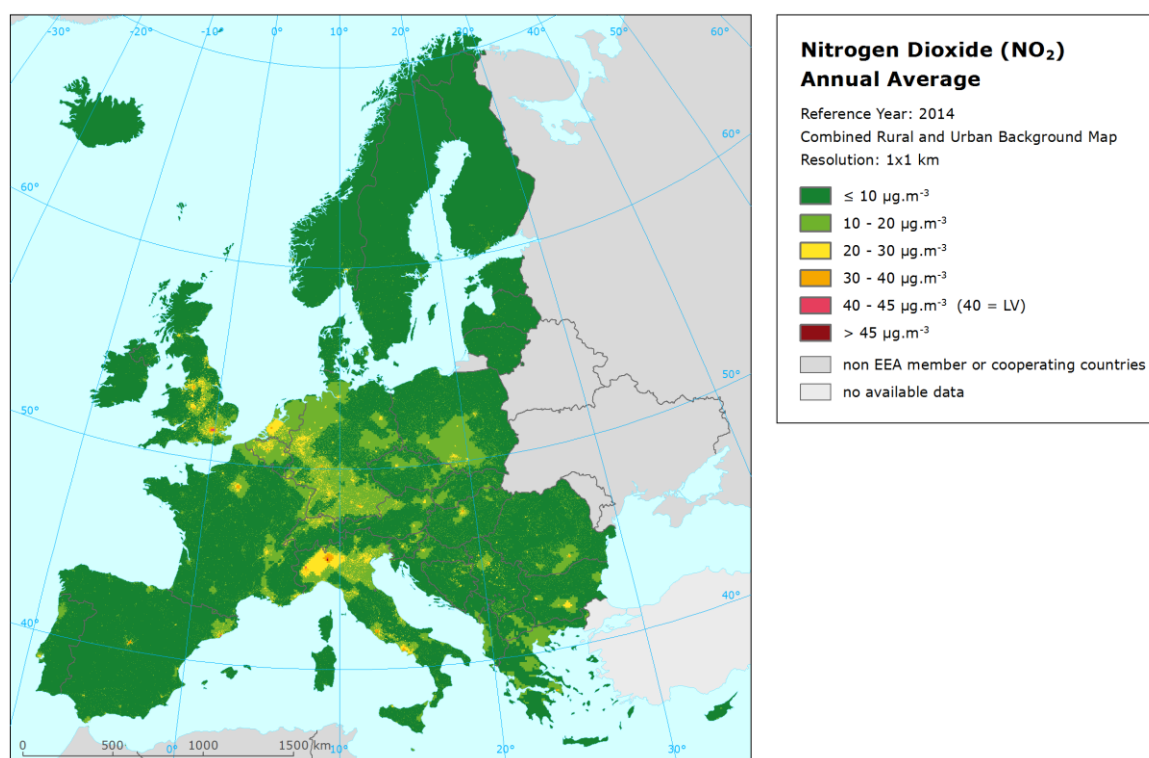 -30° -20° -10° 0° 10° 20° 30° 40° 50° 60°
60°
60°
50°
50°
40°
40°
0 500 1000 1500 km
0° 10° 20° 30°
Nitrogen Dioxide (NO₂)
Annual Average
Reference Year: 2014
Combined Rural and Urban Background Map
Resolution: 1x1 km
≤ 10 µg.m⁻³
10 - 20 µg.m⁻³
20 - 30 µg.m⁻³
30 - 40 µg.m⁻³
40 - 45 µg.m⁻³ (40 = LV)
> 45 µg.m⁻³
non EEA member or cooperating countries
no available data